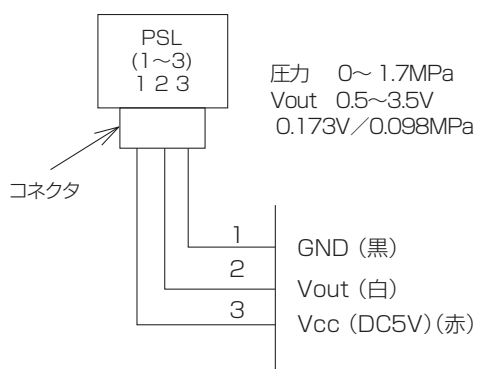 PSL
(1～3)
1 2 3
圧力 0～1.7MPa
Vout 0.5～3.5V
0.173V／0.098MPa
コネクタ
1
GND（黒）
2
Vout（白）
3
Vcc（DC5V）（赤）